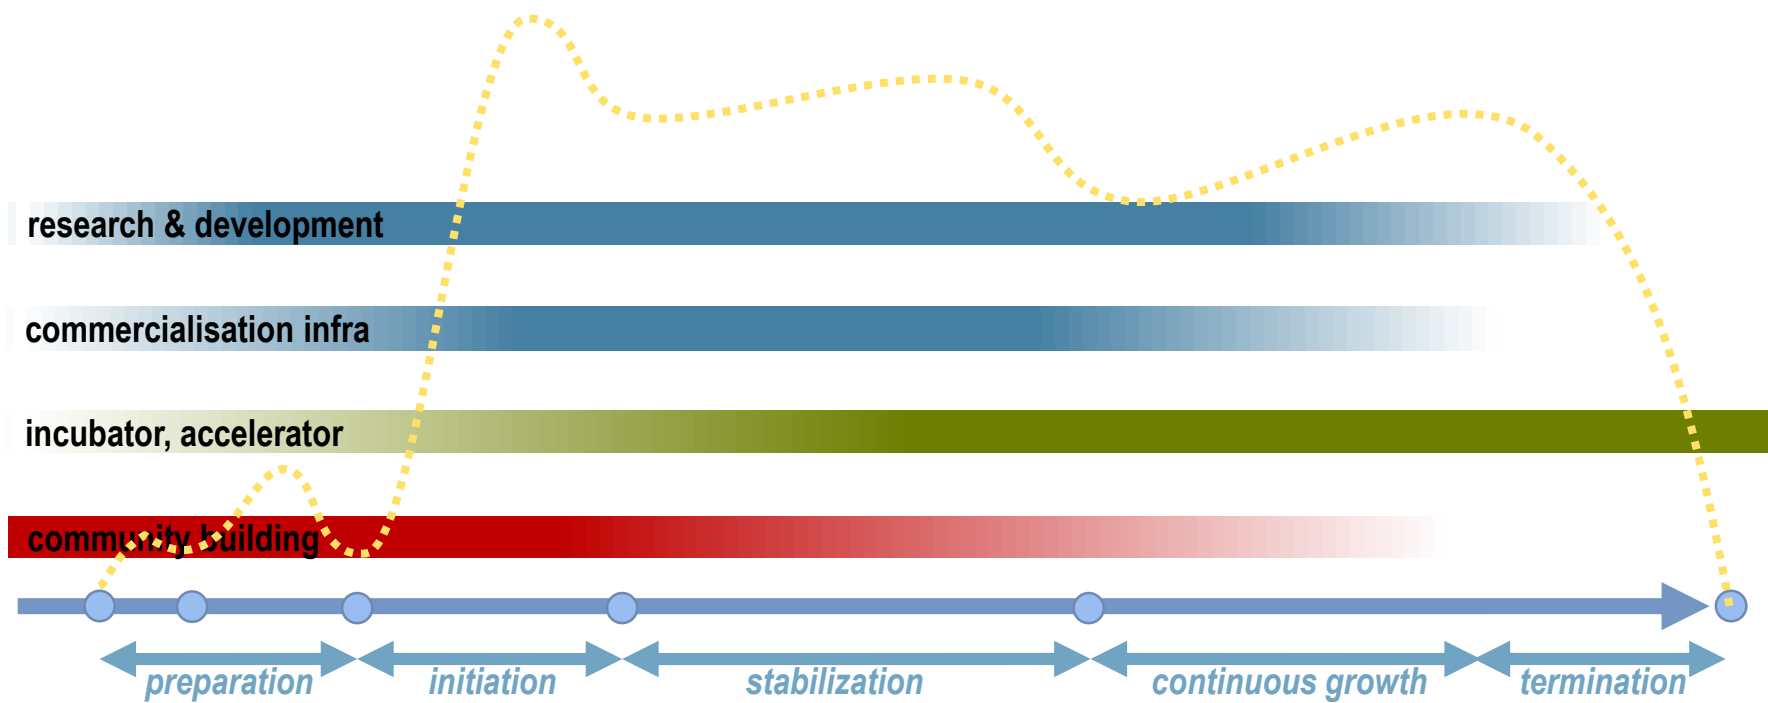 research & development
commercialisation infra
incubator, accelerator
community building
preparation
initiation
stabilization
continuous growth
termination